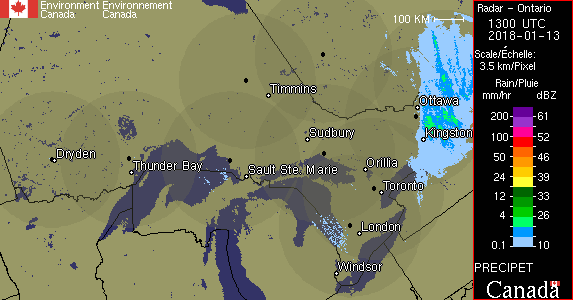 Environment Environnement
Canada Canada
100 KM
Timmins
Ottawa
Sudbury
Kingston
Dryden
Thunder Bay
Sault Ste. Marie
Orillia
Toronto
London
Windsor
Radar - Ontario
1300 UTC
2018-01-13
Scale/Échelle:
3.5 km/Pixel
Rain/Pluie
mm/hr dBZ
200 61
100 52
50 46
24 39
12 33
4 26
0.1 10
PRECIPET
Canada